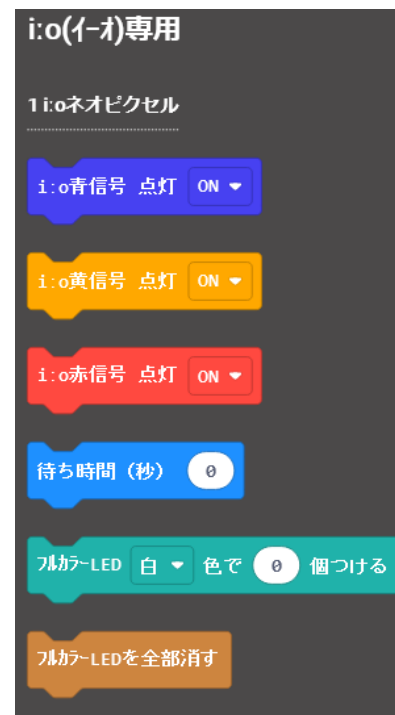 i:o(ｲｰｵ)専用
1 i:oネオピクセル
i:o青信号 点灯 ON
i:o黄信号 点灯 ON
i:o赤信号 点灯 ON
待ち時間（秒） 0
ﾌﾙｶﾗｰLED 白 色で 0 個つける
ﾌﾙｶﾗｰLEDを全部消す